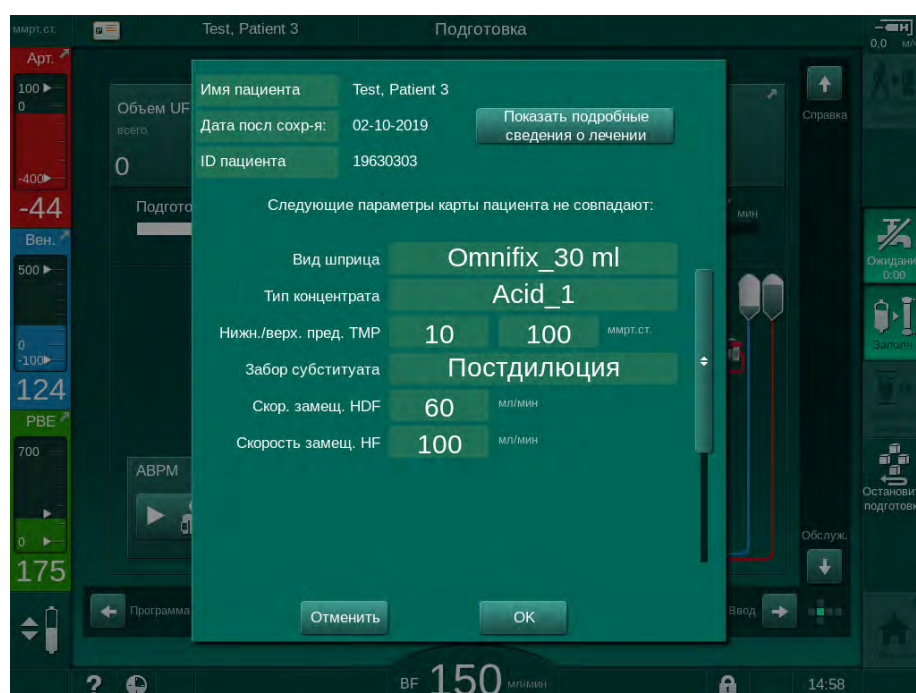 ммрт.ст.
Test, Patient 3
Подготовка
0,0
Арт.
100
0
-400
-44
Вен.
500
0
-100
124
PBE
700
0
175
Объем UF
всего
0
Подгото
АВРМ
Программа
Имя пациента Test, Patient 3
Дата посл сохр-я: 02-10-2019
Показать подробные
сведения о лечении
ID пациента 19630303
Следующие параметры карты пациента не совпадают:
Вид шприца Omnifix_30 ml
Тип концентрата Acid_1
Нижн./верх. пред. TMP 10 100 ммрт.ст.
Забор субституата Постдилюция
Скор. замещ. HDF 60 мл/мин
Скорость замещ. HF 100 мл/мин
Отменить
OK
мин
Справка
Обслуж.
Ввод
Ожидани
0:00
Заполн
Останови
подготовк
? BF 150 мл/мин 14:58